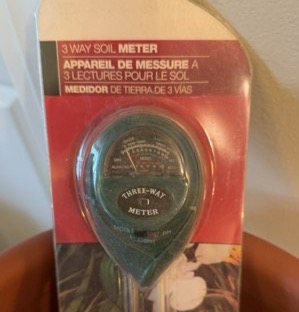 3 WAY SOIL METER
APPAREIL DE MESSURE À
3 LECTURES POUR LE SOL
MEDIDOR DE TIERRA DE 3 VÍAS
THREE-WAY
METER